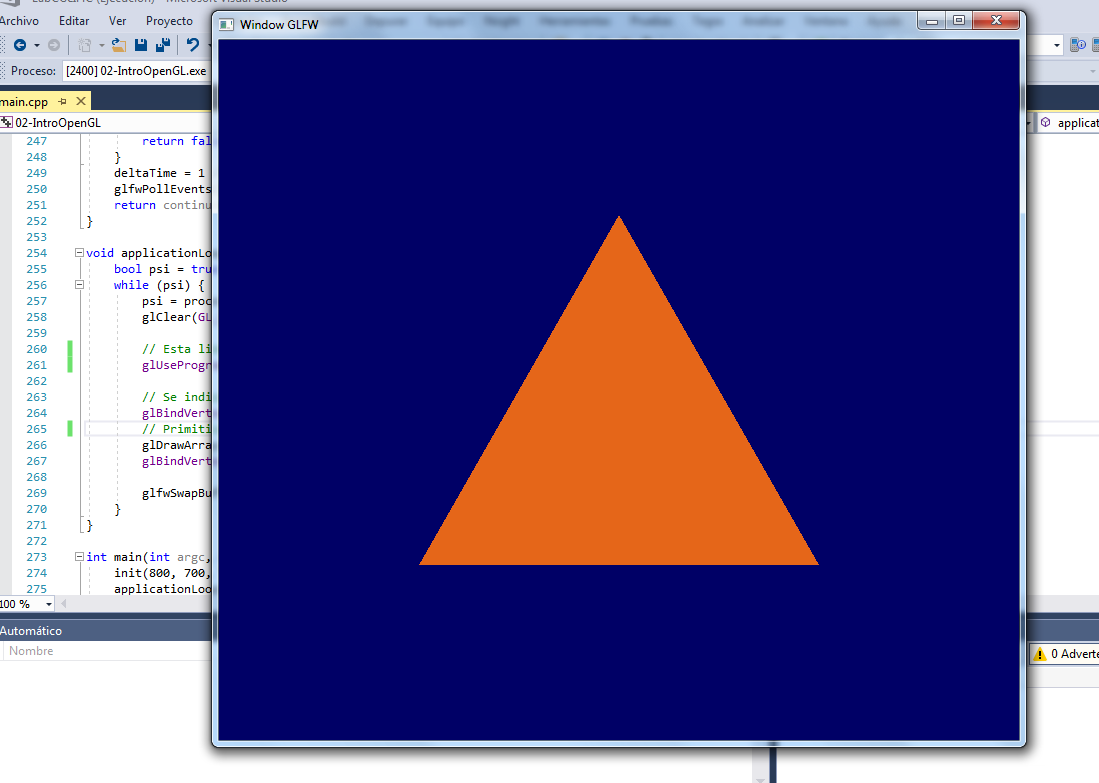 Window GLFW
Archivo Editar Ver Proyecto
Proceso: [2400] 02-IntroOpenGL.exe
main.cpp
02-IntroOpenGL
applicat
247 return fal
248 }
249 deltaTime = 1
250 glfwPollEvents
251 return continu
252 }
253
254 void applicationLo
255 bool psi = tru
256 while (psi) {
257 psi = proc
258 glClear(GL
259
260 // Esta li
261 glUseProgr
262
263 // Se indi
264 glBindVert
265 // Primiti
266 glDrawArra
267 glBindVert
268
269 glfwSwapBu
270 }
271 }
272
273 int main(int argc,
274 init(800, 700,
275 applicationLoo
100 %
Automático
Nombre
0 Adverte